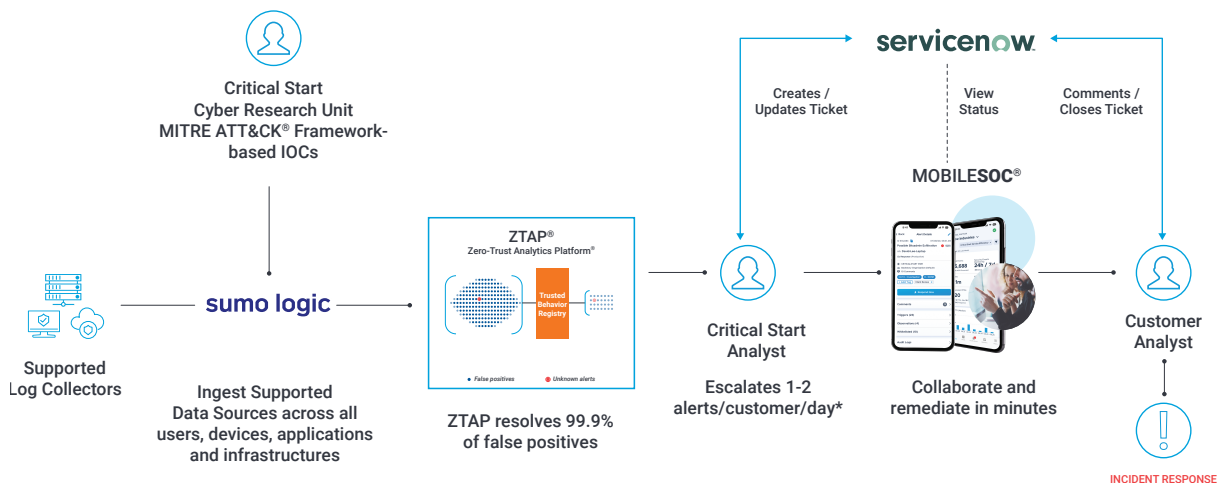 Critical Start
Cyber Research Unit
MITRE ATT&CK® Framework-
based IOCs
Supported
Log Collectors
sumo logic
Ingest Supported
Data Sources across all
users, devices, applications
and infrastructures
ZTAP®
Zero-Trust Analytics Platform®
Trusted
Behavior
Registry
False positives
Unknown alerts
ZTAP resolves 99.9%
of false positives
servicenow
Creates /
Updates Ticket
View
Status
Comments /
Closes Ticket
MOBILESOC®
Critical Start
Analyst
Escalates 1-2
alerts/customer/day*
Collaborate and
remediate in minutes
Customer
Analyst
INCIDENT RESPONSE